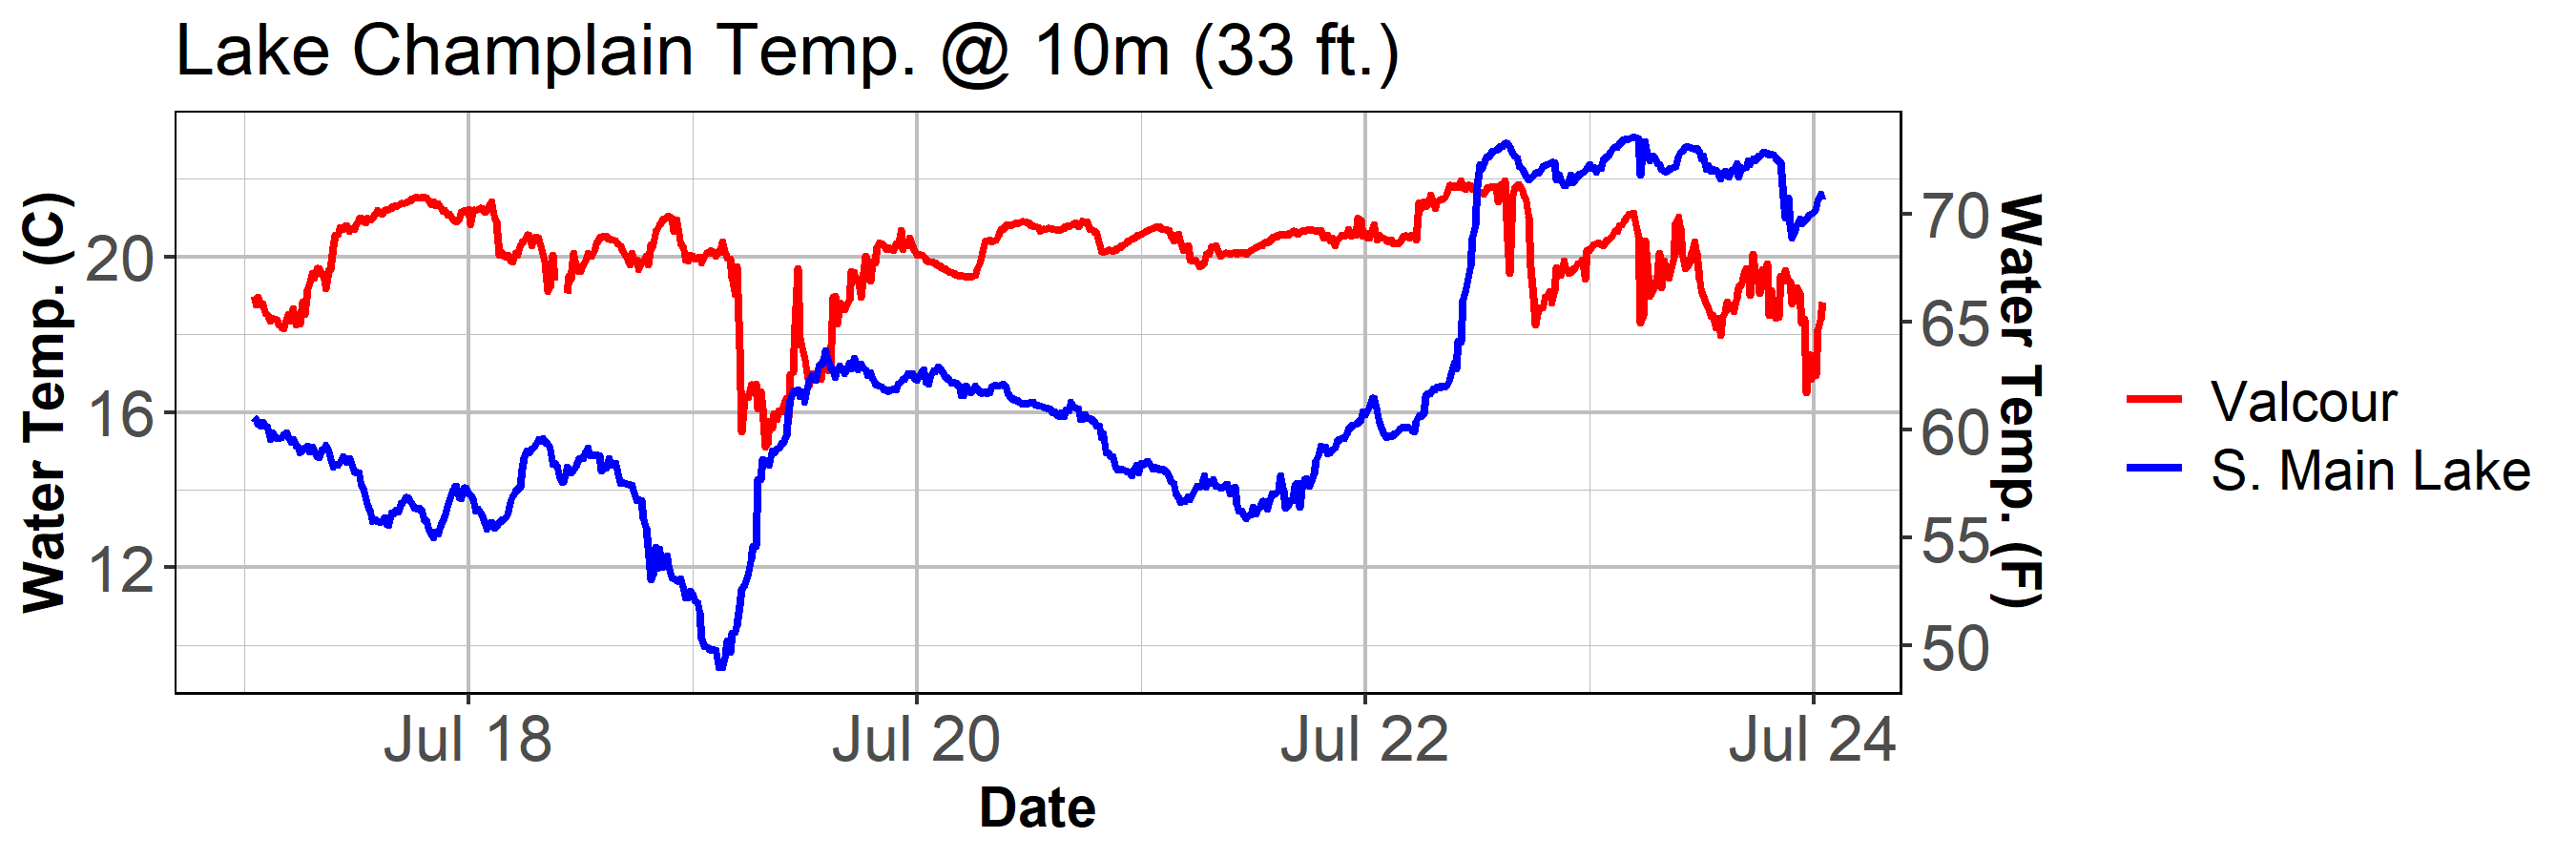 Lake Champlain Temp. @ 10m (33 ft.)
Water Temp. (C)
20
16
12
70
65
60
55
50
Water Temp. (F)
Jul 18
Jul 20
Jul 22
Jul 24
Date
Valcour
S. Main Lake